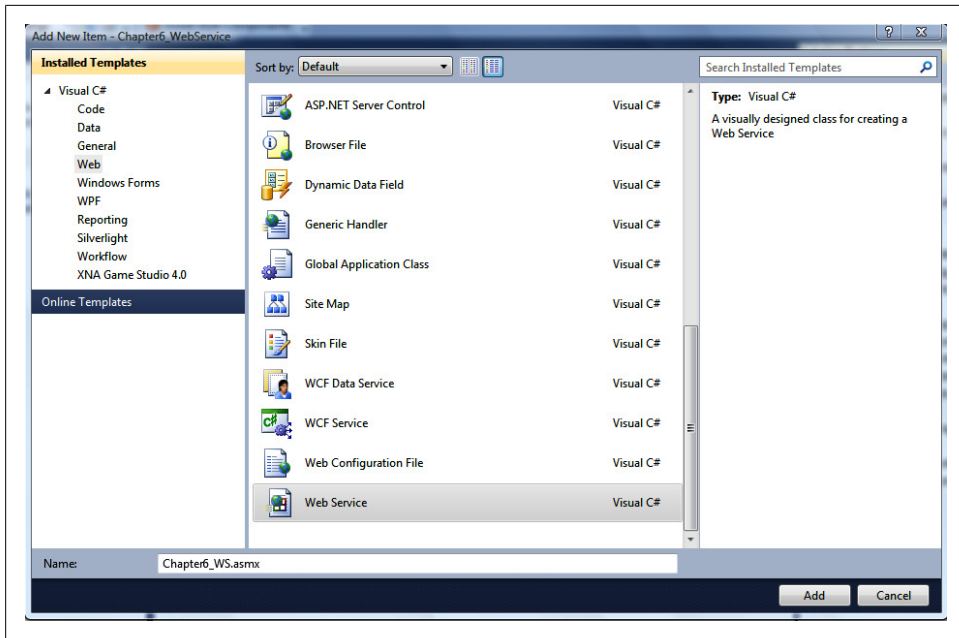 Add New Item - Chapter6_WebService
Installed Templates
Visual C#
Code
Data
General
Web
Windows Forms
WPF
Reporting
Silverlight
Workflow
XNA Game Studio 4.0
Online Templates
Sort by: Default
ASP.NET Server Control Visual C#
Browser File Visual C#
Dynamic Data Field Visual C#
Generic Handler Visual C#
Global Application Class Visual C#
Site Map Visual C#
Skin File Visual C#
WCF Data Service Visual C#
WCF Service Visual C#
Web Configuration File Visual C#
Web Service Visual C#
Search Installed Templates
Type: Visual C#
A visually designed class for creating a
Web Service
Name: Chapter6_WS.asmx
Add Cancel